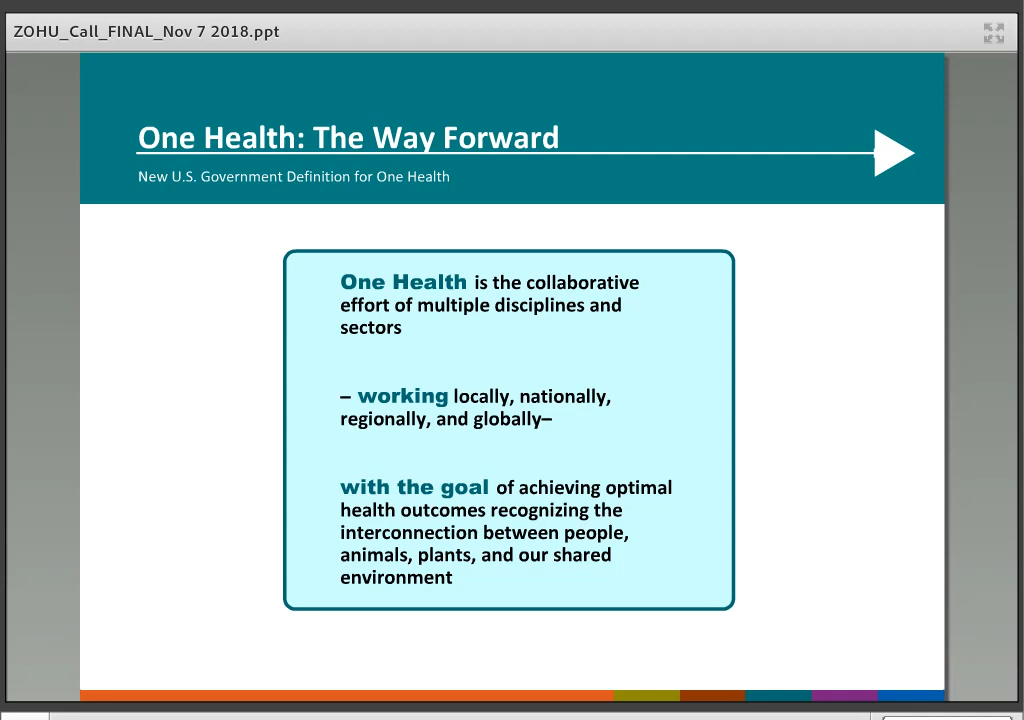 ZOHU_Call_FINAL_Nov 7 2018.ppt
One Health: The Way Forward
New U.S. Government Definition for One Health
One Health is the collaborative
effort of multiple disciplines and
sectors
– working locally, nationally,
regionally, and globally–
with the goal of achieving optimal
health outcomes recognizing the
interconnection between people,
animals, plants, and our shared
environment